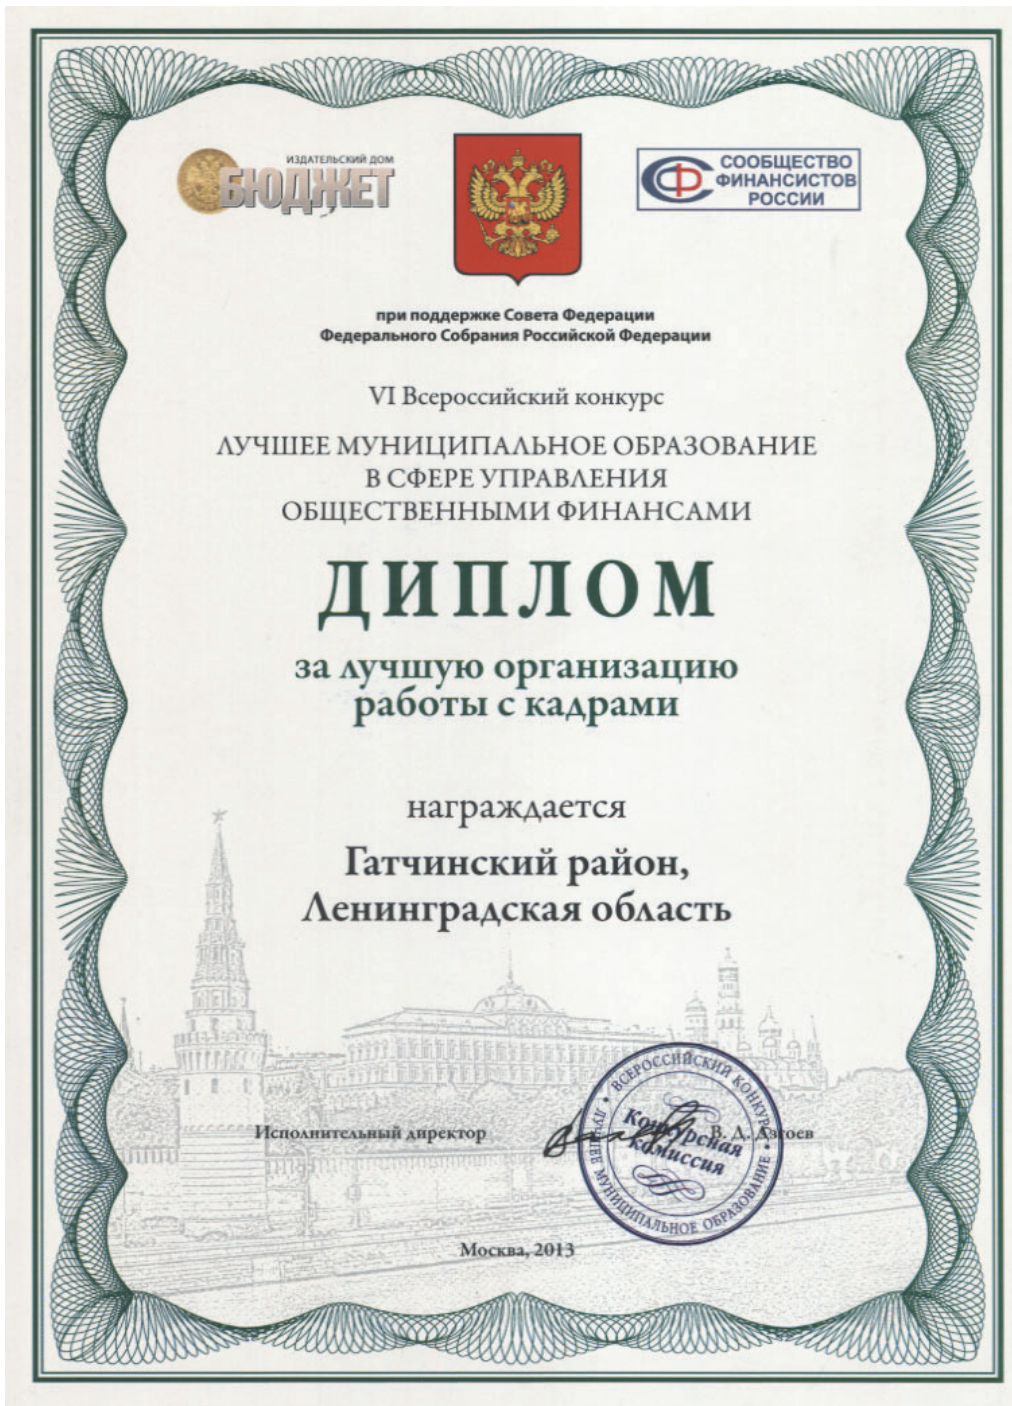 ИЗДАТЕЛЬСКИЙ ДОМ
БЮДЖЕТ
СООБЩЕСТВО
ФИНАНСИСТОВ
РОССИИ
при поддержке Совета Федерации
Федерального Собрания Российской Федерации
VI Всероссийский конкурс
ЛУЧШЕЕ МУНИЦИПАЛЬНОЕ ОБРАЗОВАНИЕ
В СФЕРЕ УПРАВЛЕНИЯ
ОБЩЕСТВЕННЫМИ ФИНАНСАМИ
ДИПЛОМ
за лучшую организацию
работы с кадрами
награждается
Гатчинский район,
Ленинградская область
Исполнительный директор
В. Д. Дзгоев
ВСЕРОССИЙСКИЙ КОНКУРС
ЛУЧШЕЕ МУНИЦИПАЛЬНОЕ ОБРАЗОВАНИЕ
Конкурсная
комиссия
Москва, 2013